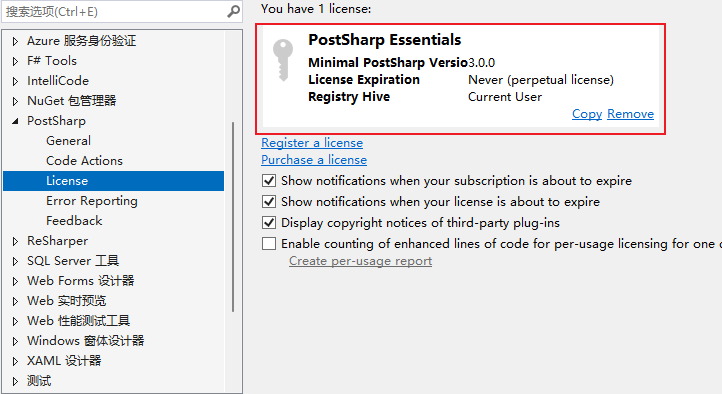 搜索选项(Ctrl+E)
Azure 服务身份验证
F# Tools
IntelliCode
NuGet 包管理器
PostSharp
General
Code Actions
License
Error Reporting
Feedback
ReSharper
SQL Server 工具
Web Forms 设计器
Web 实时预览
Web 性能测试工具
Windows 窗体设计器
XAML 设计器
测试
You have 1 license:
PostSharp Essentials
Minimal PostSharp Versio3.0.0
License Expiration Never (perpetual license)
Registry Hive Current User
Copy Remove
Register a license
Purchase a license
Show notifications when your subscription is about to expire
Show notifications when your license is about to expire
Display copyright notices of third-party plug-ins
Enable counting of enhanced lines of code for per-usage licensing for one
Create per-usage report